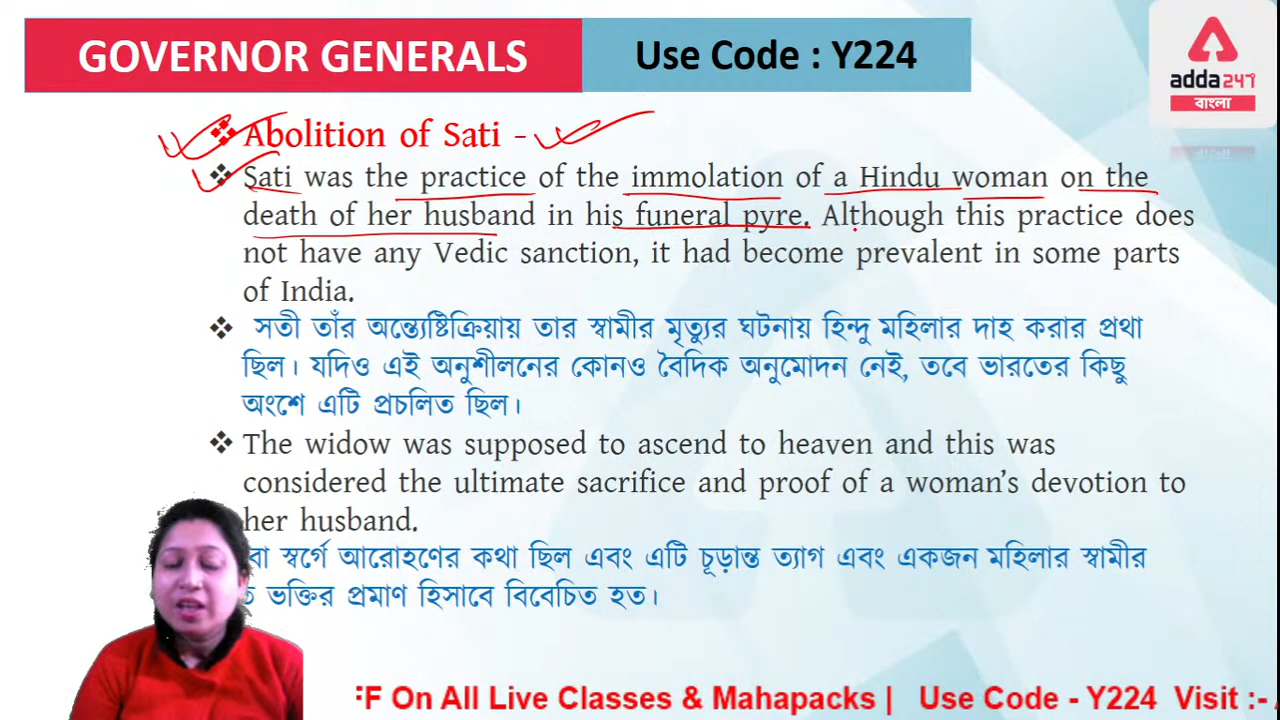 GOVERNOR GENERALS
Use Code : Y224
adda247
বাংলা
Abolition of Sati -
Sati was the practice of the immolation of a Hindu woman on the
death of her husband in his funeral pyre. Although this practice does
not have any Vedic sanction, it had become prevalent in some parts
of India.
সতী তাঁর অন্ত্যেষ্টিক্রিয়ায় তার স্বামীর মৃত্যুর ঘটনায় হিন্দু মহিলার দাহ করার প্রথা
ছিল। যদিও এই অনুশীলনের কোনও বৈদিক অনুমোদন নেই, তবে ভারতের কিছু
অংশে এটি প্রচলিত ছিল।
The widow was supposed to ascend to heaven and this was
considered the ultimate sacrifice and proof of a woman's devotion to
her husband.
স্বর্গে আরোহণের কথা ছিল এবং এটি চূড়ান্ত ত্যাগ এবং একজন মহিলার স্বামীর
ভক্তির প্রমাণ হিসাবে বিবেচিত হত।
On All Live Classes & Mahapacks | Use Code - Y224 Visit :-